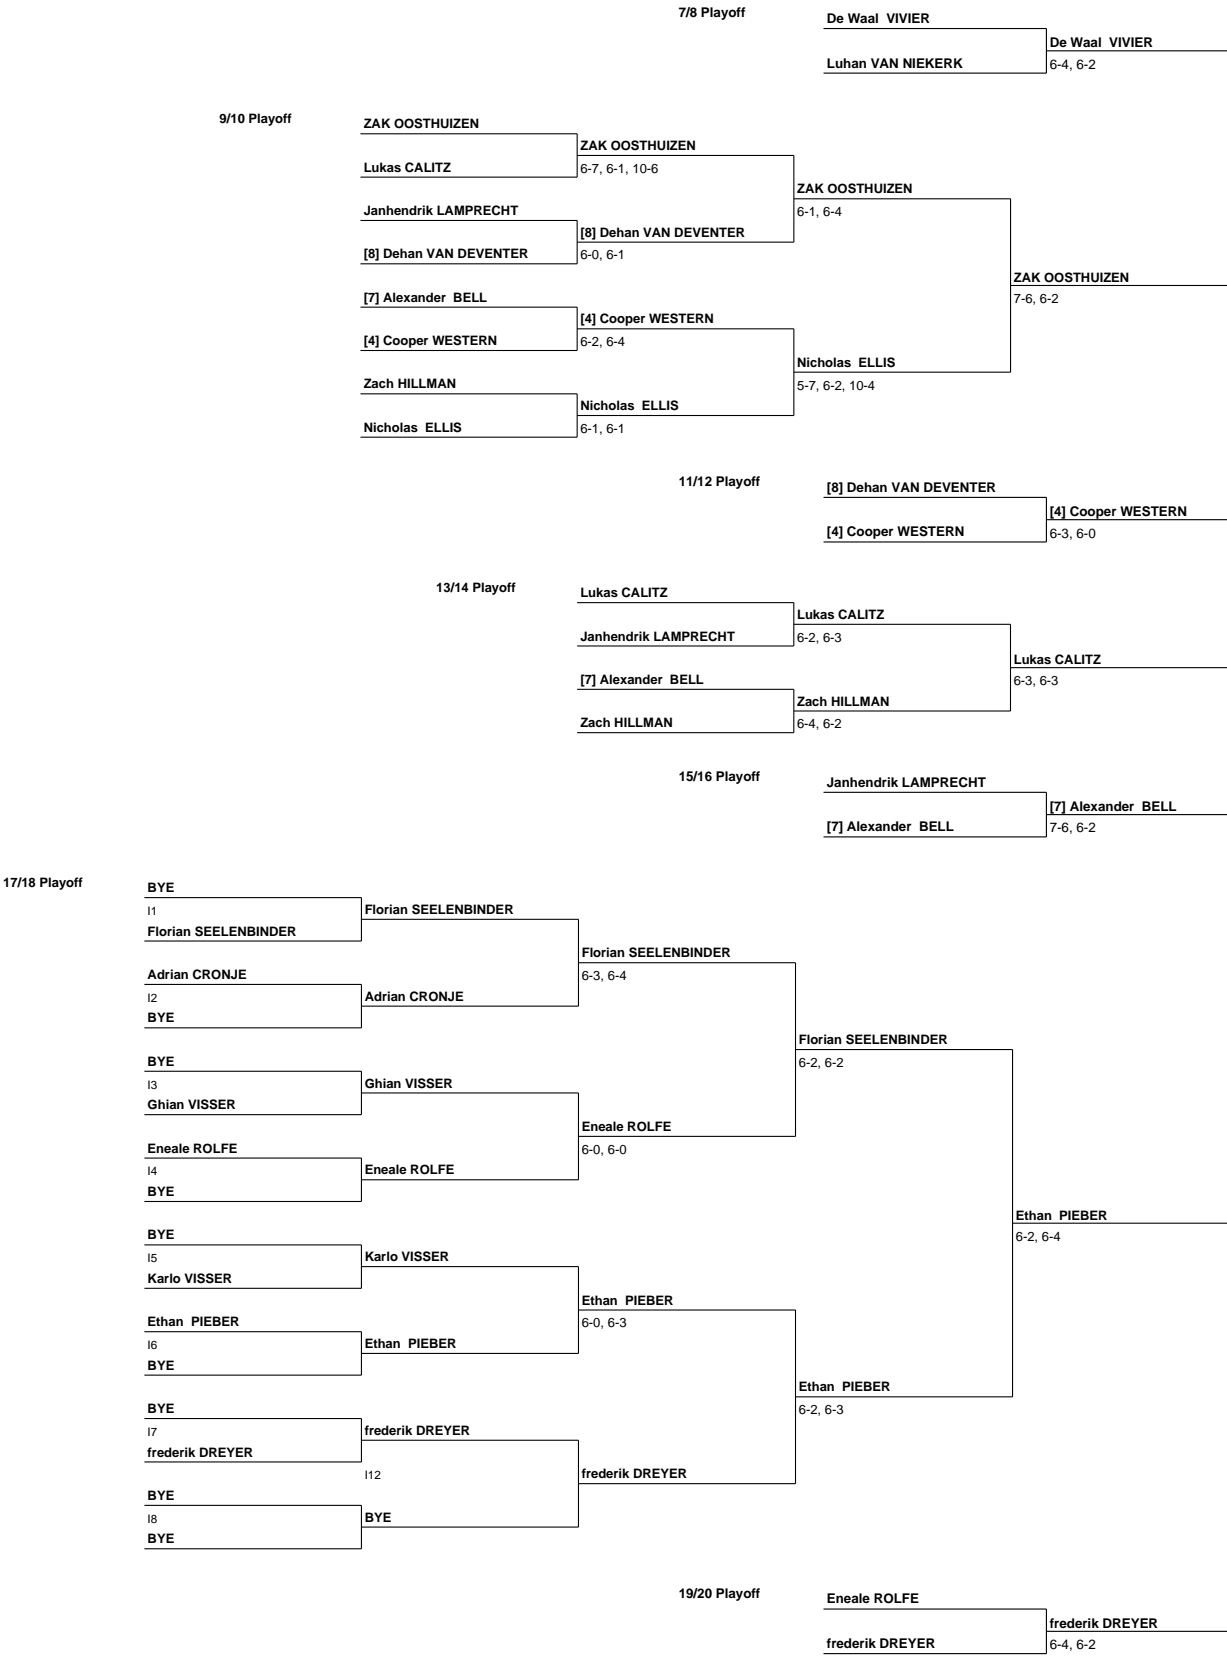 7/8 Playoff
De Waal  VIVIER
De Waal  VIVIER
Luhan VAN NIEKERK
6-4, 6-2
9/10 Playoff
ZAK OOSTHUIZEN
ZAK OOSTHUIZEN
Lukas CALITZ
6-7, 6-1, 10-6
ZAK OOSTHUIZEN
Janhendrik LAMPRECHT
6-1, 6-4
[8] Dehan VAN DEVENTER
[8] Dehan VAN DEVENTER
6-0, 6-1
ZAK OOSTHUIZEN
[7] Alexander  BELL
7-6, 6-2
[4] Cooper WESTERN
[4] Cooper WESTERN
6-2, 6-4
Nicholas  ELLIS
Zach HILLMAN
5-7, 6-2, 10-4
Nicholas  ELLIS
Nicholas  ELLIS
6-1, 6-1
11/12 Playoff
[8] Dehan VAN DEVENTER
[4] Cooper WESTERN
[4] Cooper WESTERN
6-3, 6-0
13/14 Playoff
Lukas CALITZ
Lukas CALITZ
Janhendrik LAMPRECHT
6-2, 6-3
Lukas CALITZ
[7] Alexander  BELL
6-3, 6-3
Zach HILLMAN
Zach HILLMAN
6-4, 6-2
15/16 Playoff
Janhendrik LAMPRECHT
[7] Alexander  BELL
[7] Alexander  BELL
7-6, 6-2
17/18 Playoff
BYE
I1
Florian SEELENBINDER
Florian SEELENBINDER
Florian SEELENBINDER
Adrian CRONJE
6-3, 6-4
I2
Adrian CRONJE
BYE
Florian SEELENBINDER
BYE
6-2, 6-2
I3
Ghian VISSER
Ghian VISSER
Eneale ROLFE
Eneale ROLFE
6-0, 6-0
I4
Eneale ROLFE
BYE
Ethan  PIEBER
BYE
6-2, 6-4
I5
Karlo VISSER
Karlo VISSER
Ethan  PIEBER
Ethan  PIEBER
6-0, 6-3
I6
Ethan  PIEBER
BYE
Ethan  PIEBER
BYE
6-2, 6-3
I7
frederik DREYER
frederik DREYER
I12
frederik DREYER
BYE
I8
BYE
BYE
19/20 Playoff
Eneale ROLFE
frederik DREYER
frederik DREYER
6-4, 6-2